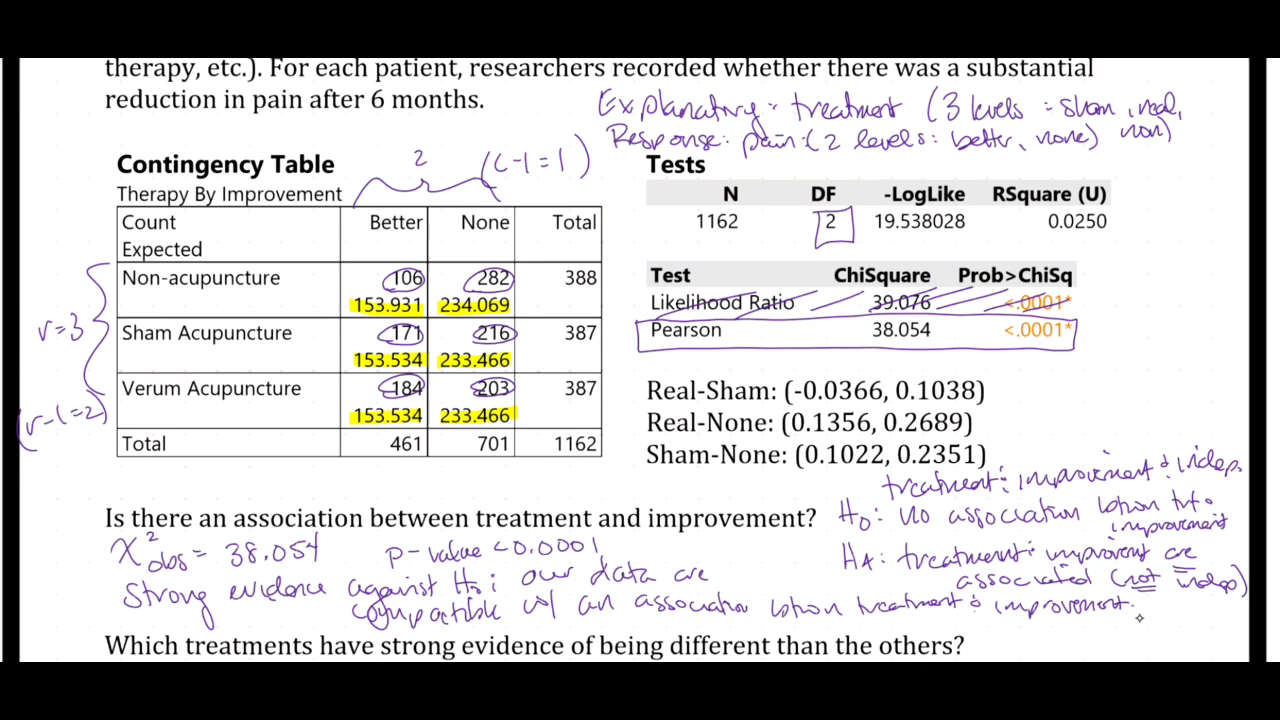 therapy, etc.). For each patient, researchers recorded whether there was a substantial
reduction in pain after 6 months.
Explanatory: treatment (3 levels: sham, real,
non)
Response: pain (2 levels: better, none)
Contingency Table
Therapy By Improvement
2
(c-1=1)
Count Better None Total
Expected
Non-acupuncture 106 282 388
153.931 234.069
Sham Acupuncture 171 216 387
153.534 233.466
Verum Acupuncture 184 203 387
153.534 233.466
Total 461 701 1162
r=3
(r-1=2)
Tests
N DF -LogLike RSquare (U)
1162 2 19.538028 0.0250
Test ChiSquare Prob>ChiSq
Likelihood Ratio 39.076 <.0001*
Pearson 38.054 <.0001*
Real-Sham: (-0.0366, 0.1038)
Real-None: (0.1356, 0.2689)
Sham-None: (0.1022, 0.2351)
treatment & improvement indep.
Is there an association between treatment and improvement?
H0: no association
improvement
HA: treatment & improvent are
associated (not indep)
X²obs = 38.054 p-value <0.0001
Strong evidence against H0; our data are
compatible w/ an association treatment & improvement.
Which treatments have strong evidence of being different than the others?